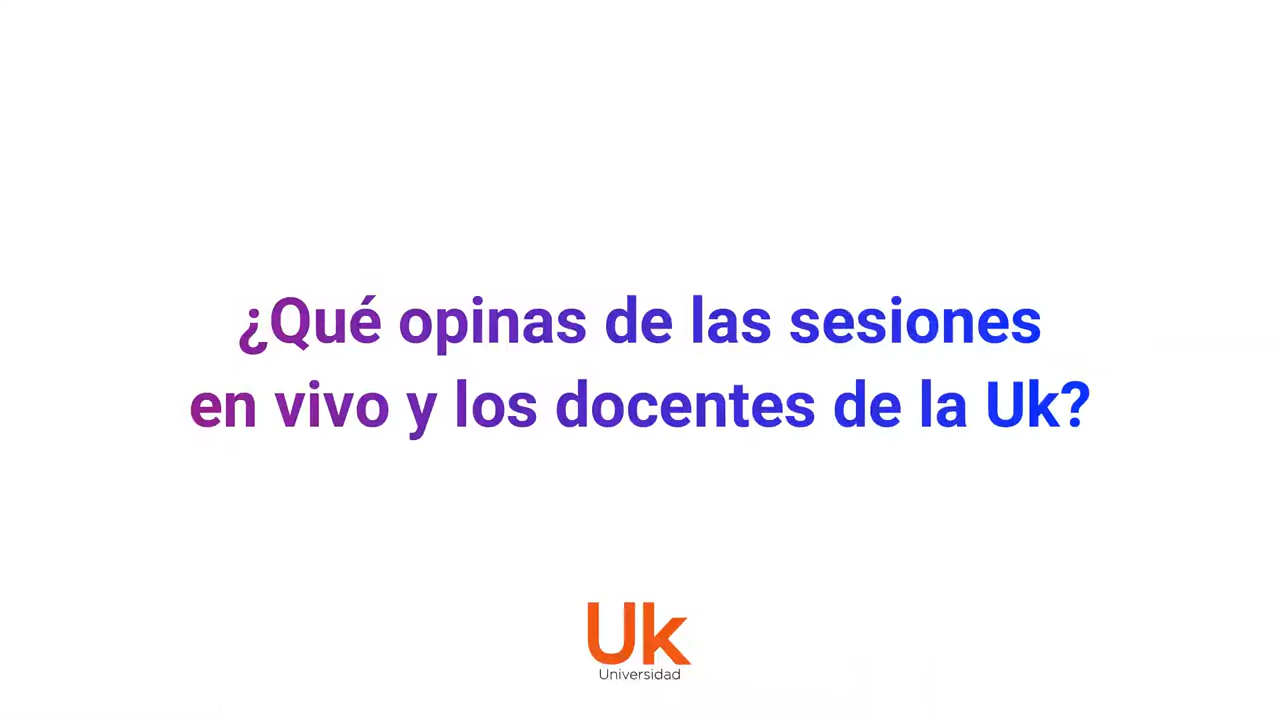 ¿Qué opinas de las sesiones
en vivo y los docentes de la Uk?
Uk
Universidad